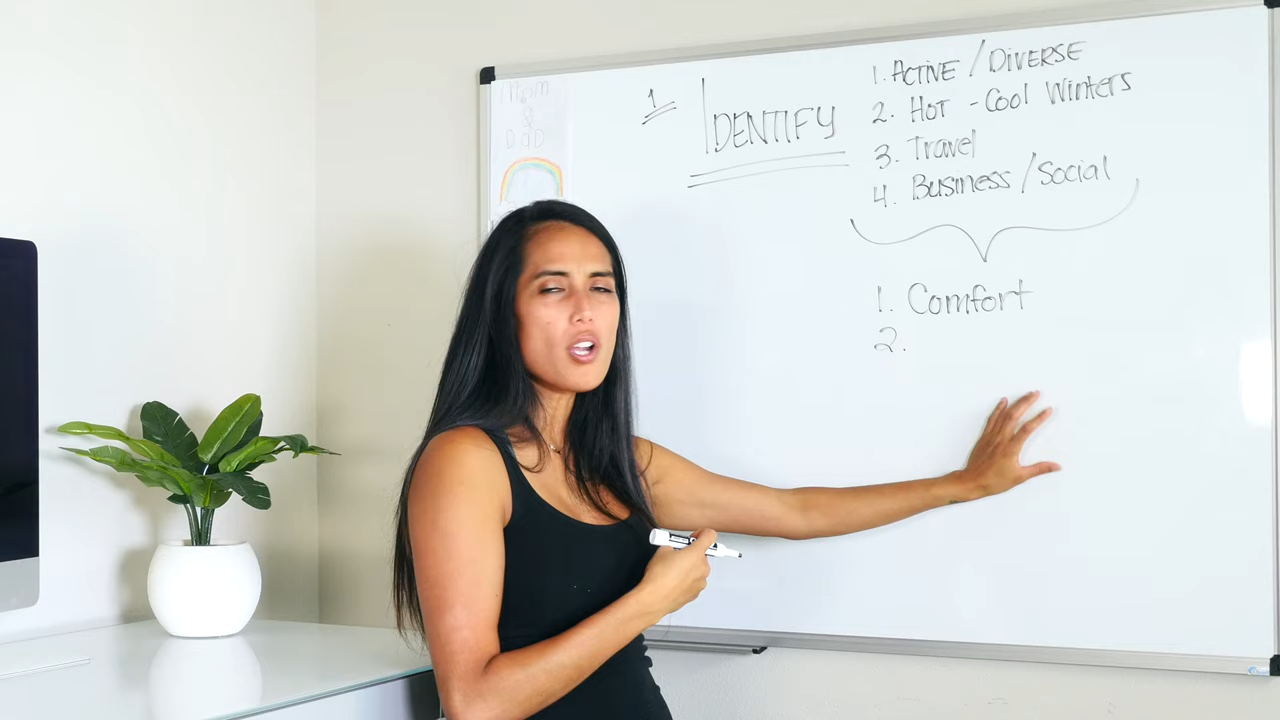 Mom
&
DaD
1
IDENTIFY
1. ACTIVE / DIVERSE
2. HOT - Cool Winters
3. Travel
4. Business / Social
1. Comfort
2.